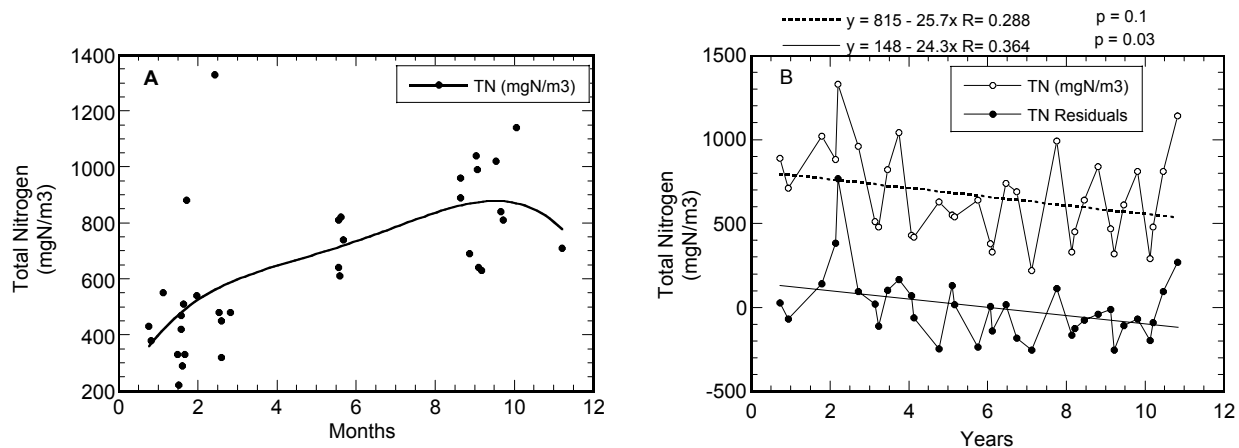 y = 815 - 25.7x R= 0.288 p = 0.1
y = 148 - 24.3x R= 0.364 p = 0.03
A
TN (mgN/m3)
Total Nitrogen
(mgN/m3)
1400
1200
1000
800
600
400
200
0 2 4 6 8 10 12
Months
B
TN (mgN/m3)
TN Residuals
Total Nitrogen
(mgN/m3)
1500
1000
500
0
-500
0 2 4 6 8 10 12
Years